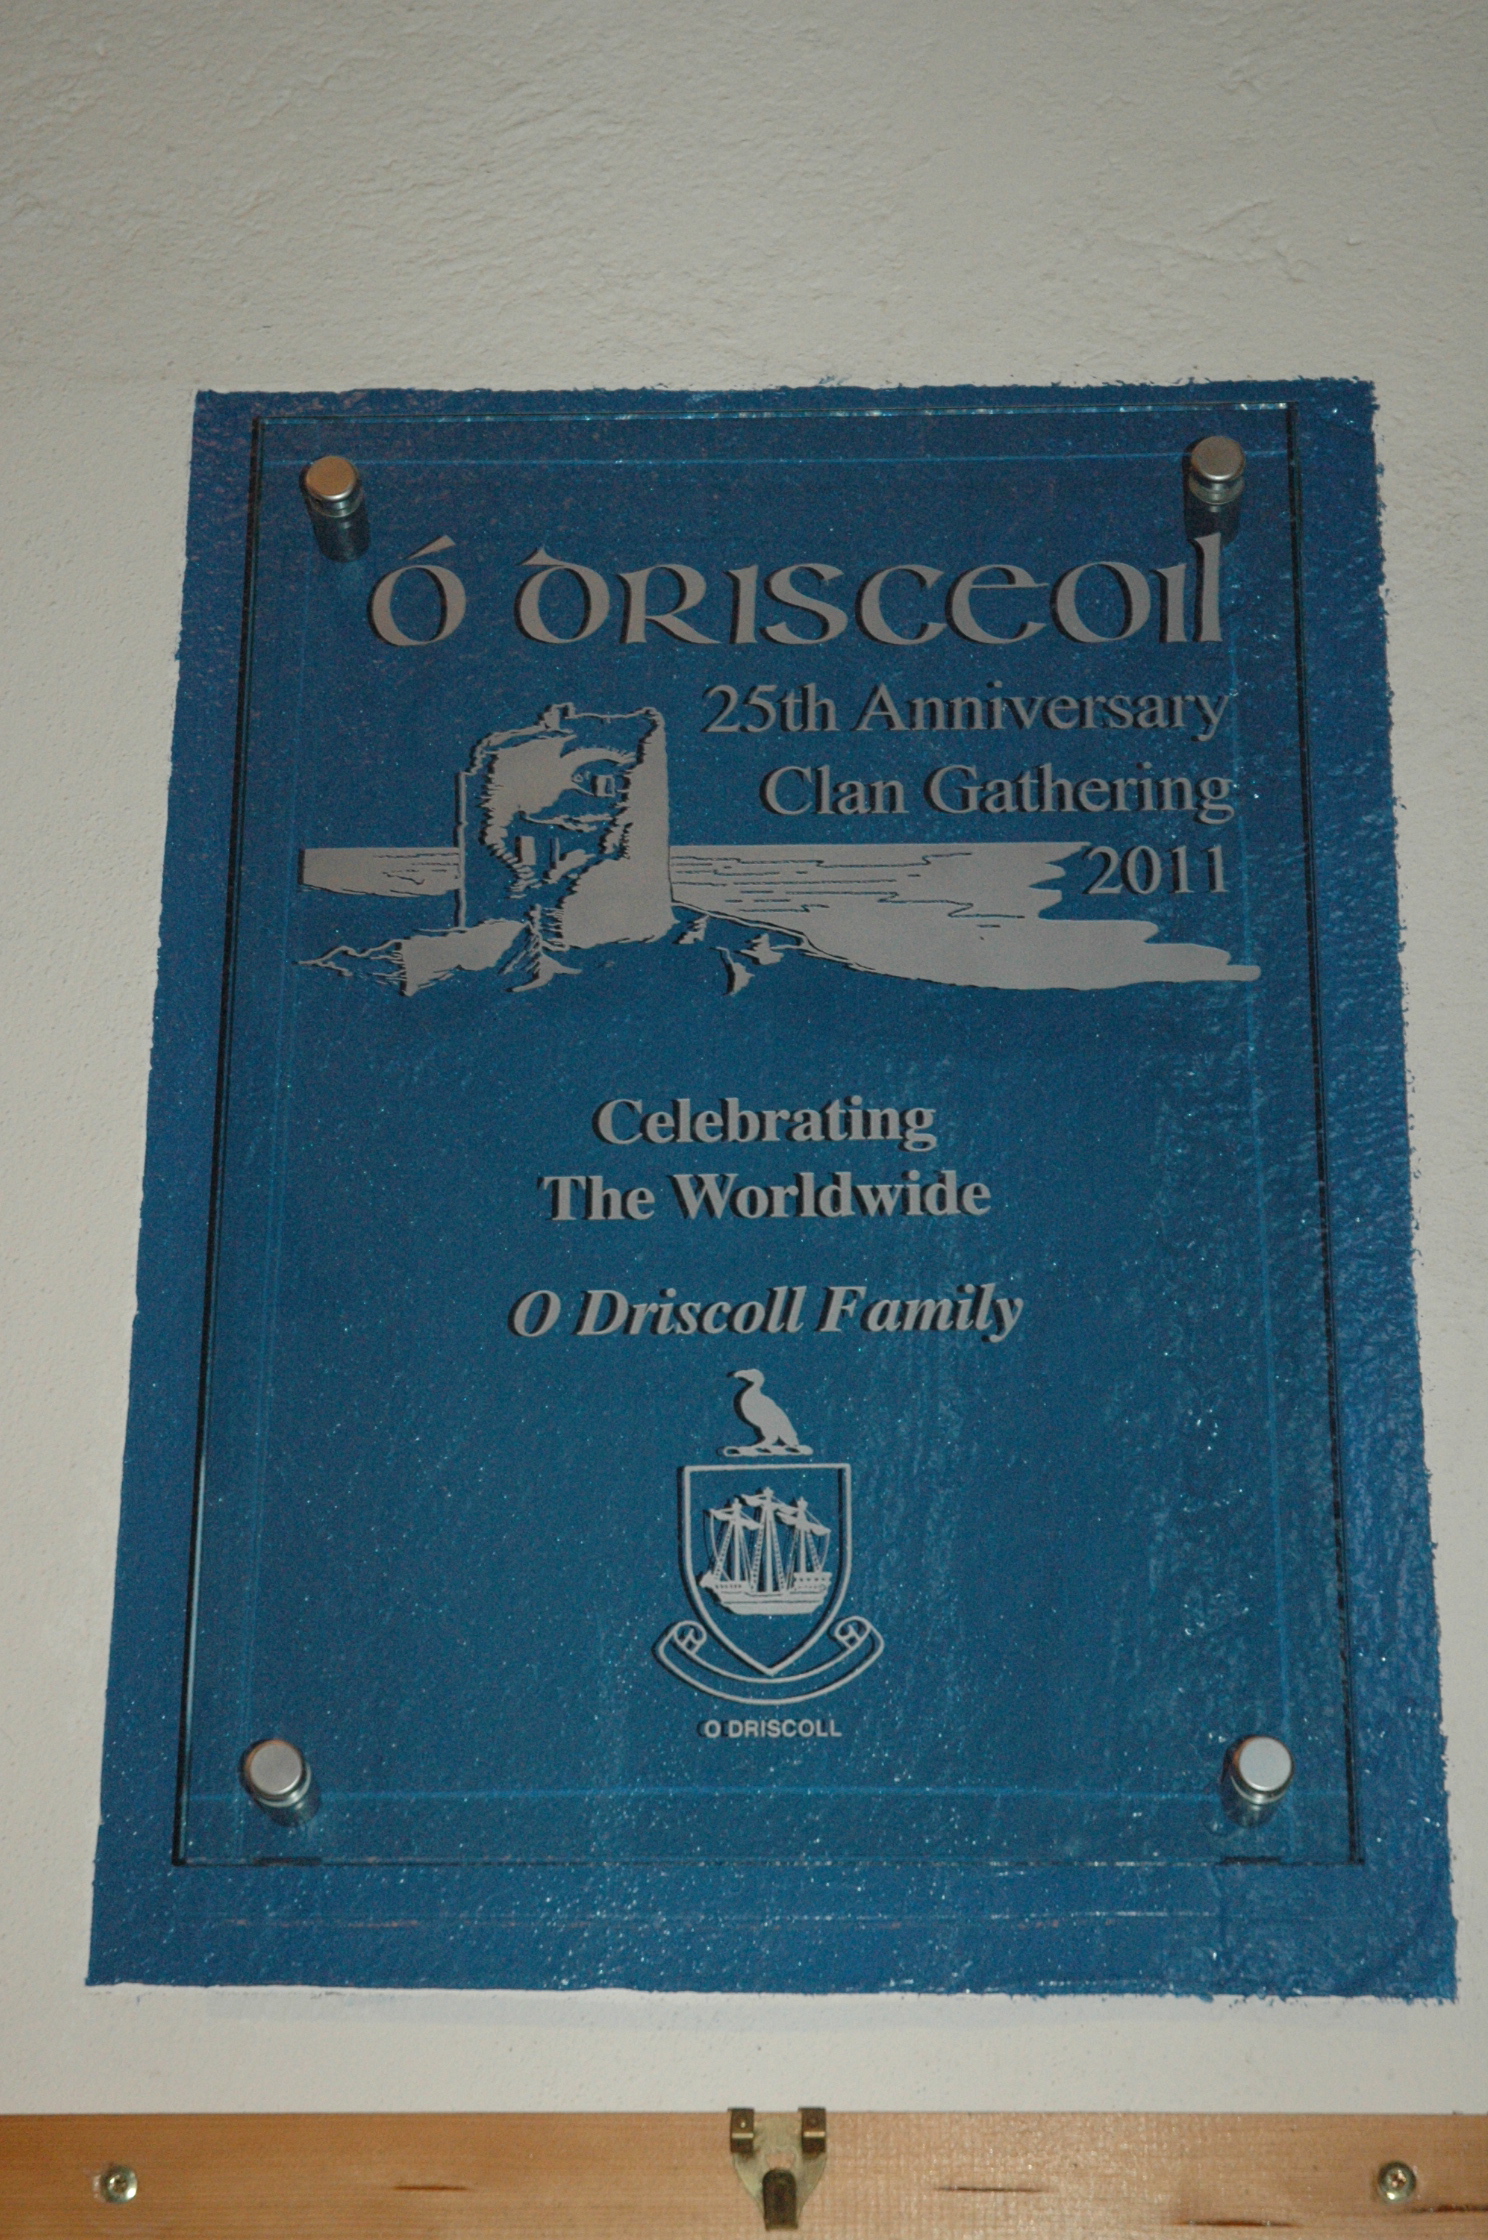 Ó DRISCEOIL
25th Anniversary
Clan Gathering
2011
Celebrating
The Worldwide
O Driscoll Family
O DRISCOLL